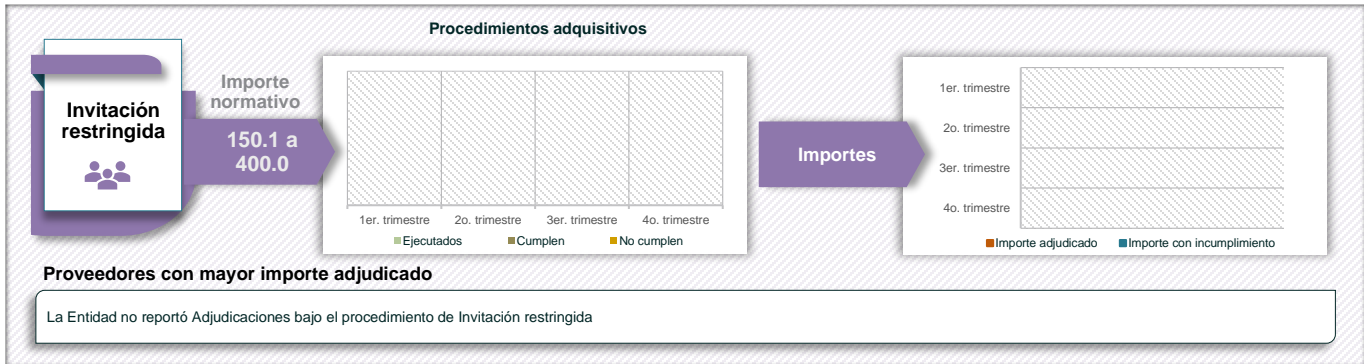 Procedimientos adquisitivos
Invitación
restringida
Importe
normativo
150.1 a
400.0
1er. trimestre
2o. trimestre
3er. trimestre
4o. trimestre
Ejecutados
Cumplen
No cumplen
Importes
1er. trimestre
2o. trimestre
3er. trimestre
4o. trimestre
Importe adjudicado
Importe con incumplimiento
Proveedores con mayor importe adjudicado
La Entidad no reportó Adjudicaciones bajo el procedimiento de Invitación restringida